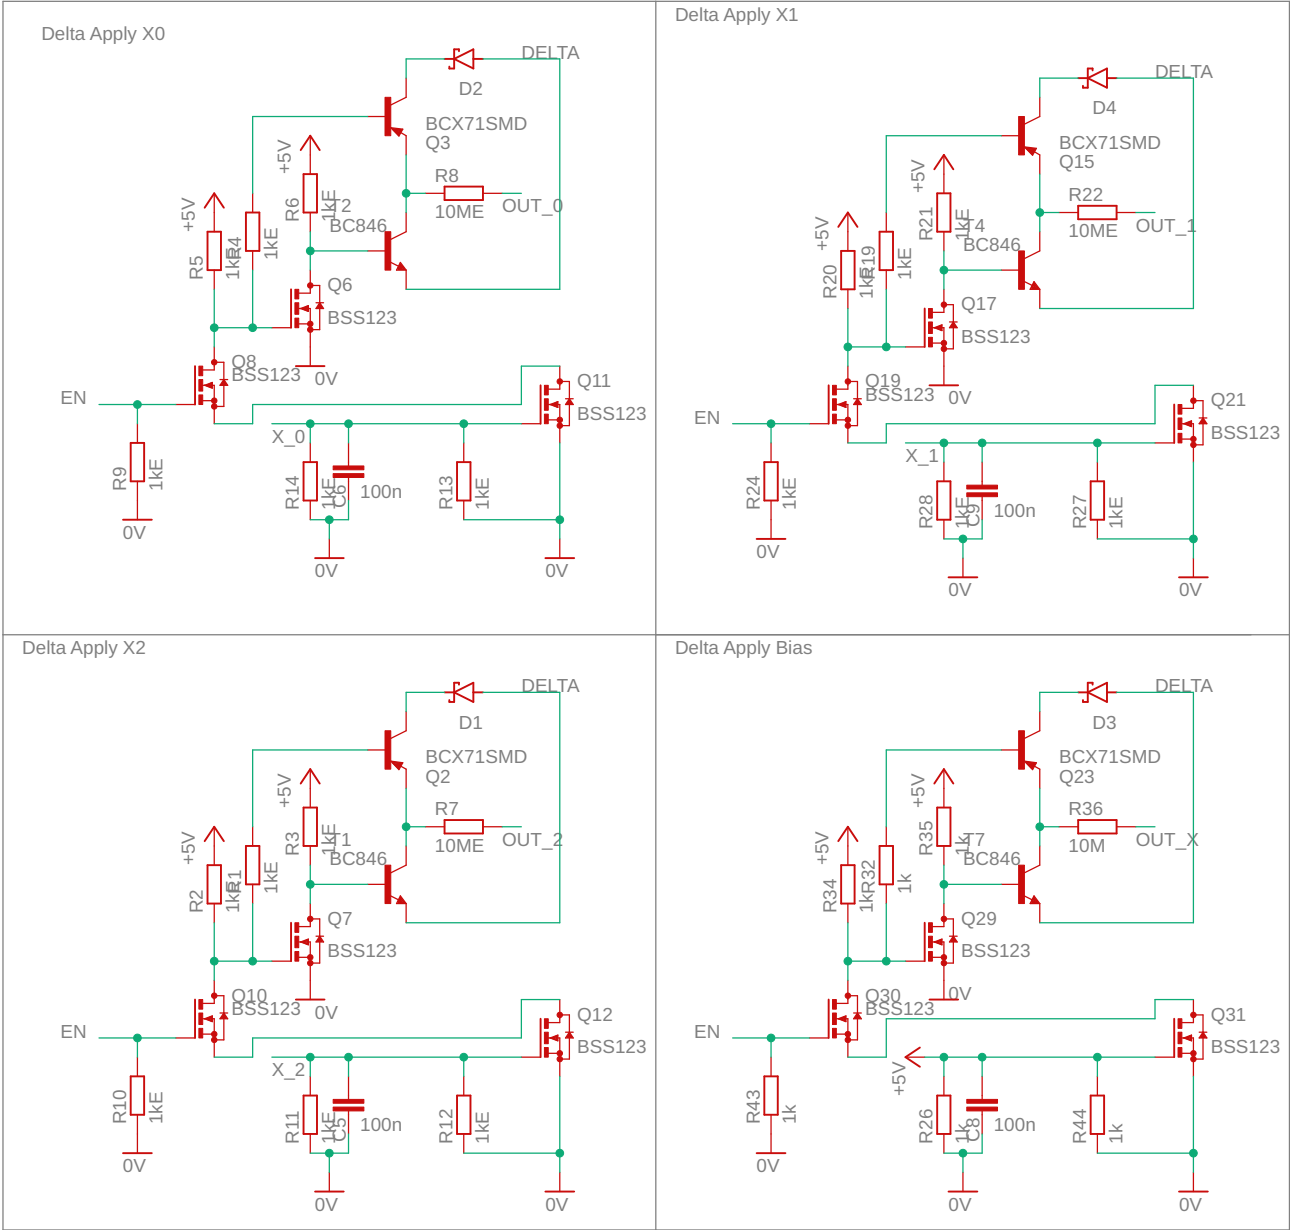 Delta Apply X0
DELTA
D2
BCX71SMD
Q3
+5V
R6
1kE
T2
BC846
R8
10ME
OUT_0
+5V
R5
1kE
R4
1kE
Q6
BSS123
0V
Q8
BSS123
EN
R9
1kE
0V
X_0
R14
1kE
C6
100n
0V
R13
1kE
Q11
BSS123
0V
Delta Apply X1
DELTA
D4
BCX71SMD
Q15
+5V
R21
1kE
T4
BC846
R22
10ME
OUT_1
+5V
R20
1kE
R19
1kE
Q17
BSS123
0V
Q19
BSS123
EN
R24
1kE
0V
X_1
R28
1kE
C9
100n
0V
R27
1kE
Q21
BSS123
0V
Delta Apply X2
DELTA
D1
BCX71SMD
Q2
+5V
R3
1kE
T1
BC846
R7
10ME
OUT_2
+5V
R2
1kE
R1
1kE
Q7
BSS123
0V
Q10
BSS123
EN
R10
1kE
0V
X_2
R11
1kE
C5
100n
0V
R12
1kE
Q12
BSS123
0V
Delta Apply Bias
DELTA
D3
BCX71SMD
Q23
+5V
R35
1k
T7
BC846
R36
10M
OUT_X
+5V
R34
1k
R32
1k
Q29
BSS123
0V
Q30
BSS123
EN
R43
1k
0V
+5V
R26
1k
C8
100n
0V
R44
1k
Q31
BSS123
0V